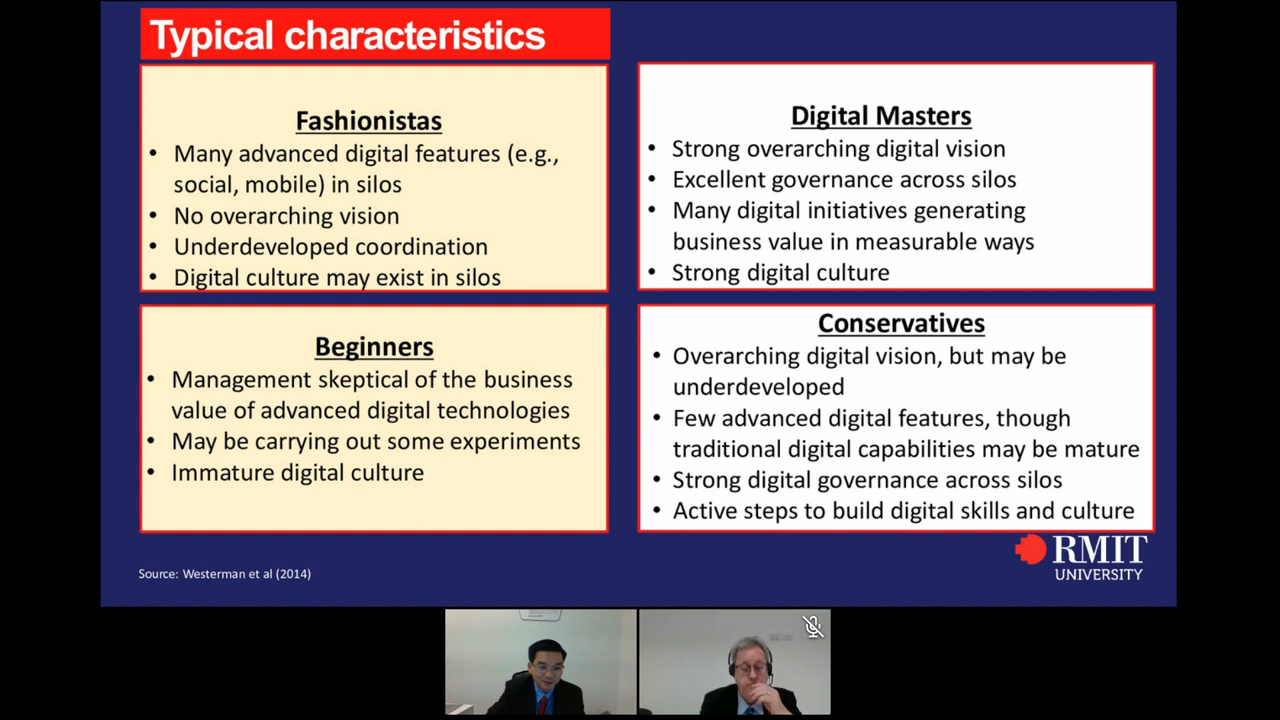 Typical characteristics
Fashionistas
• Many advanced digital features (e.g.,
social, mobile) in silos
• No overarching vision
• Underdeveloped coordination
• Digital culture may exist in silos
Digital Masters
• Strong overarching digital vision
• Excellent governance across silos
• Many digital initiatives generating
business value in measurable ways
• Strong digital culture
Beginners
• Management skeptical of the business
value of advanced digital technologies
• May be carrying out some experiments
• Immature digital culture
Conservatives
• Overarching digital vision, but may be
underdeveloped
• Few advanced digital features, though
traditional digital capabilities may be mature
• Strong digital governance across silos
• Active steps to build digital skills and culture
Source: Westerman et al (2014)
RMIT
UNIVERSITY